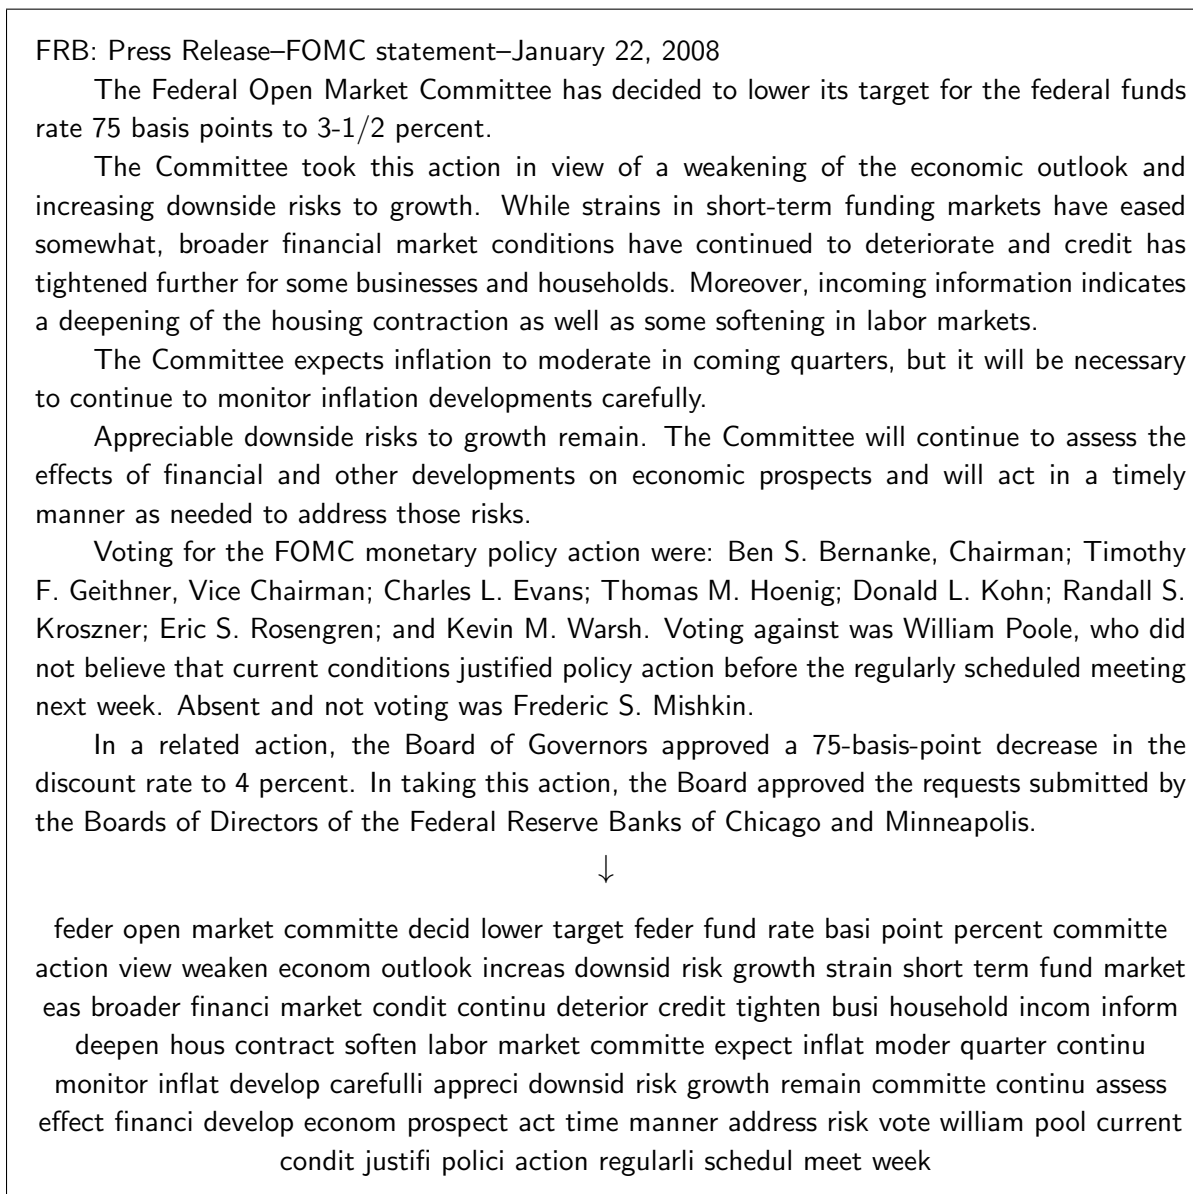 FRB: Press Release–FOMC statement–January 22, 2008
The Federal Open Market Committee has decided to lower its target for the federal funds
rate 75 basis points to 3-1/2 percent.
The Committee took this action in view of a weakening of the economic outlook and
increasing downside risks to growth. While strains in short-term funding markets have eased
somewhat, broader financial market conditions have continued to deteriorate and credit has
tightened further for some businesses and households. Moreover, incoming information indicates
a deepening of the housing contraction as well as some softening in labor markets.
The Committee expects inflation to moderate in coming quarters, but it will be necessary
to continue to monitor inflation developments carefully.
Appreciable downside risks to growth remain. The Committee will continue to assess the
effects of financial and other developments on economic prospects and will act in a timely
manner as needed to address those risks.
Voting for the FOMC monetary policy action were: Ben S. Bernanke, Chairman; Timothy
F. Geithner, Vice Chairman; Charles L. Evans; Thomas M. Hoenig; Donald L. Kohn; Randall S.
Kroszner; Eric S. Rosengren; and Kevin M. Warsh. Voting against was William Poole, who did
not believe that current conditions justified policy action before the regularly scheduled meeting
next week. Absent and not voting was Frederic S. Mishkin.
In a related action, the Board of Governors approved a 75-basis-point decrease in the
discount rate to 4 percent. In taking this action, the Board approved the requests submitted by
the Boards of Directors of the Federal Reserve Banks of Chicago and Minneapolis.
↓
feder open market committe decid lower target feder fund rate basi point percent committe
action view weaken econom outlook increas downsid risk growth strain short term fund market
eas broader financi market condit continu deterior credit tighten busi household incom inform
deepen hous contract soften labor market committe expect inflat moder quarter continu
monitor inflat develop carefulli appreci downsid risk growth remain committe continu assess
effect financi develop econom prospect act time manner address risk vote william pool current
condit justifi polici action regularli schedul meet week